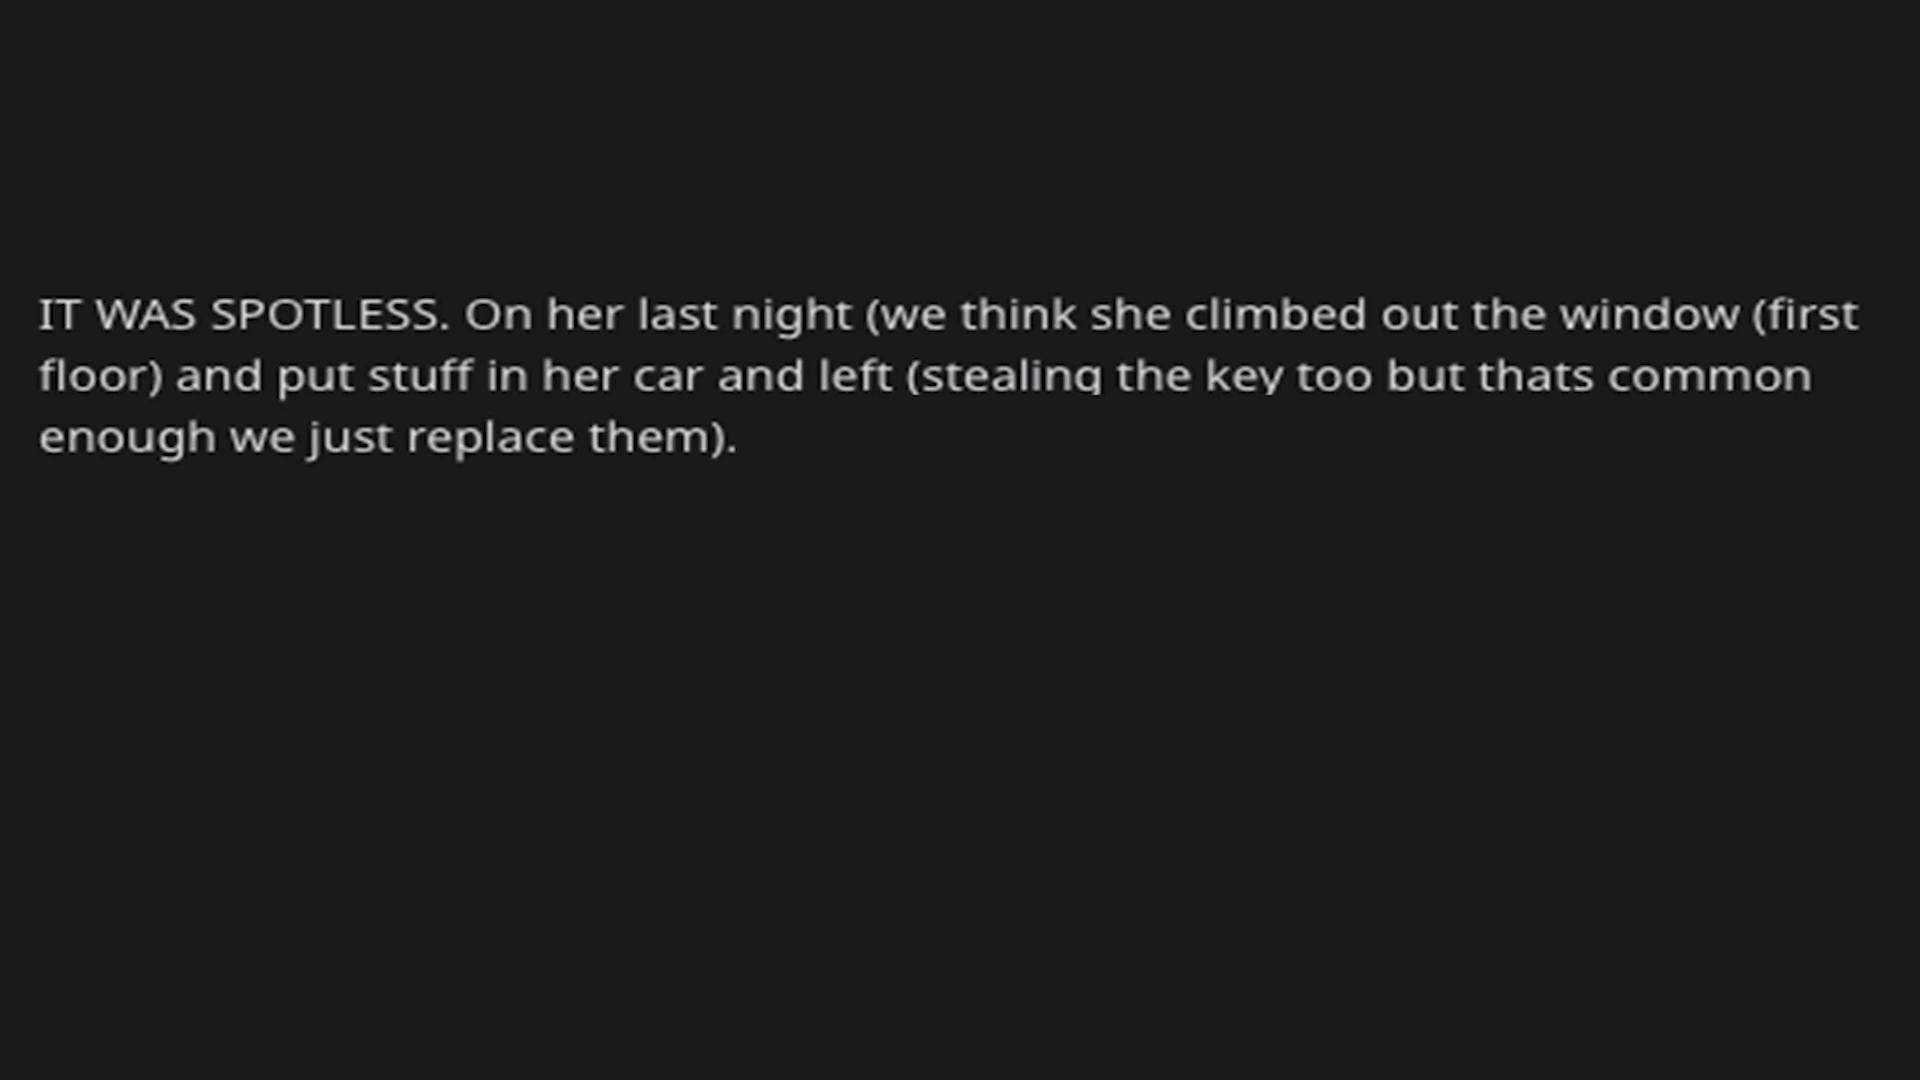 IT WAS SPOTLESS. On her last night (we think she climbed out the window (first
floor) and put stuff in her car and left (stealing the key too but thats common
enough we just replace them).